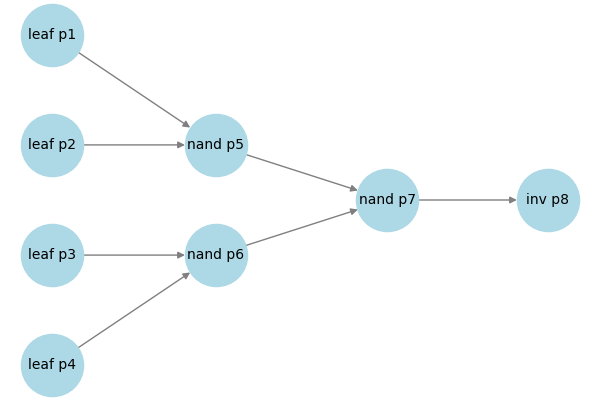 leaf p1
leaf p2
nand p5
nand p7
inv p8
leaf p3
nand p6
leaf p4